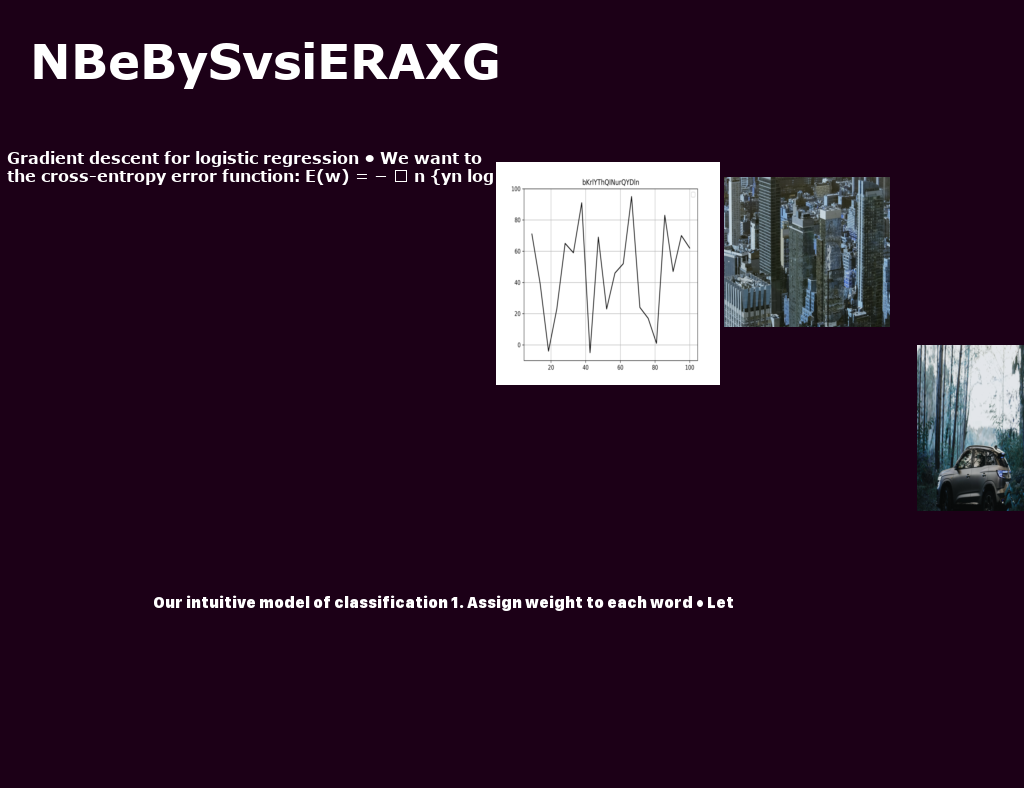 NBeBySvsiERAXG
Gradient descent for logistic regression • We want to
the cross-entropy error function: E(w) = − □ n {yn log
100
80
60
40
20
0
20 40 60 80 100
Our intuitive model of classification 1. Assign weight to each word • Let